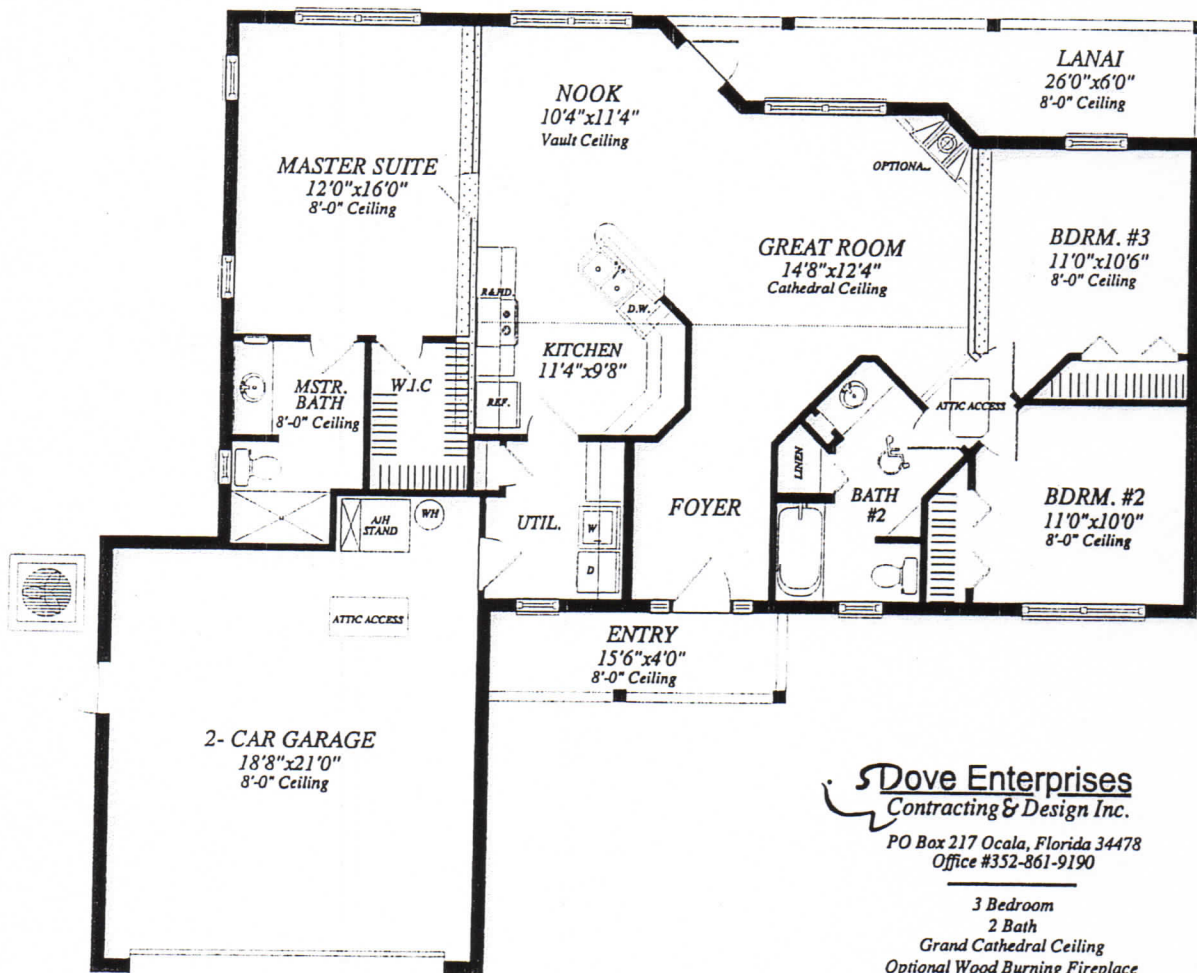 LANAI
26'0"x6'0"
8'-0" Ceiling
NOOK
10'4"x11'4"
Vault Ceiling
MASTER SUITE
12'0"x16'0"
8'-0" Ceiling
OPTIONAL
GREAT ROOM
14'8"x12'4"
Cathedral Ceiling
BDRM. #3
11'0"x10'6"
8'-0" Ceiling
D.W.
KITCHEN
11'4"x9'8"
REF.
MSTR.
BATH
8'-0" Ceiling
W.I.C
ATTIC ACCESS
LINEN
BATH
#2
BDRM. #2
11'0"x10'0"
8'-0" Ceiling
FOYER
UTIL.
W
D
STAND
WH
ATTIC ACCESS
ENTRY
15'6"x4'0"
8'-0" Ceiling
2- CAR GARAGE
18'8"x21'0"
8'-0" Ceiling
Dove Enterprises
Contracting & Design Inc.
PO Box 217 Ocala, Florida 34478
Office #352-861-9190
3 Bedroom
2 Bath
Grand Cathedral Ceiling
Optional Wood Burning Fireplace